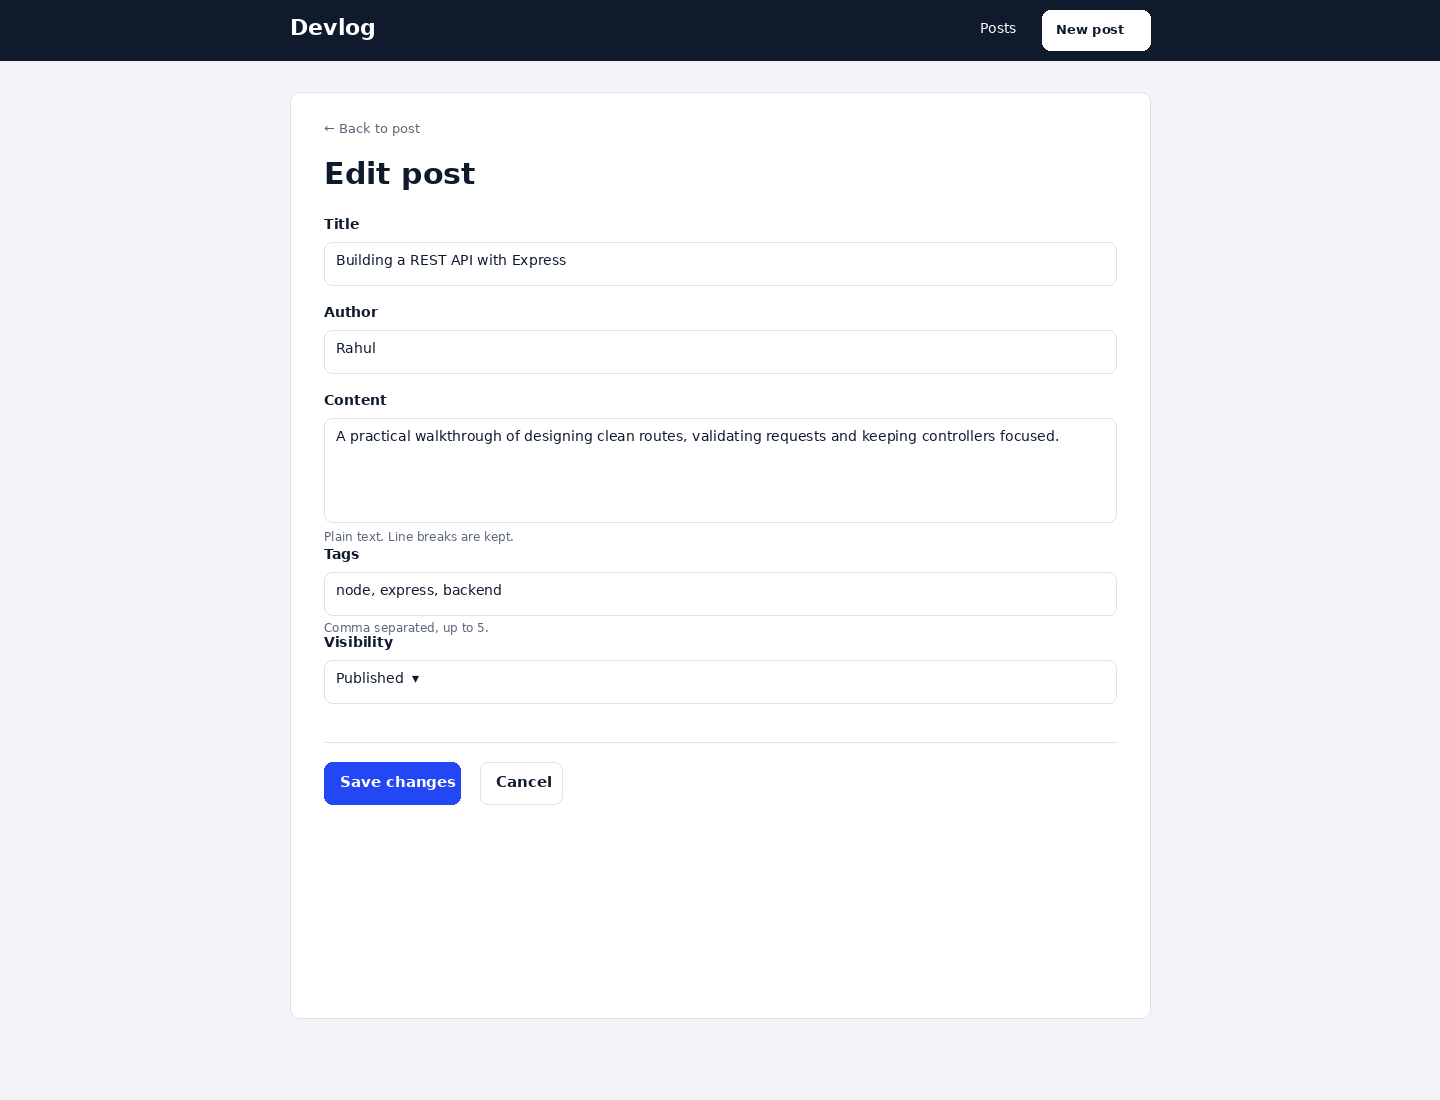 Devlog
Posts
New post
← Back to post
Edit post
Title
Building a REST API with Express
Author
Rahul
Content
A practical walkthrough of designing clean routes, validating requests and keeping controllers focused.
Plain text. Line breaks are kept.
Tags
node, express, backend
Comma separated, up to 5.
Visibility
Published ▾
Save changes
Cancel